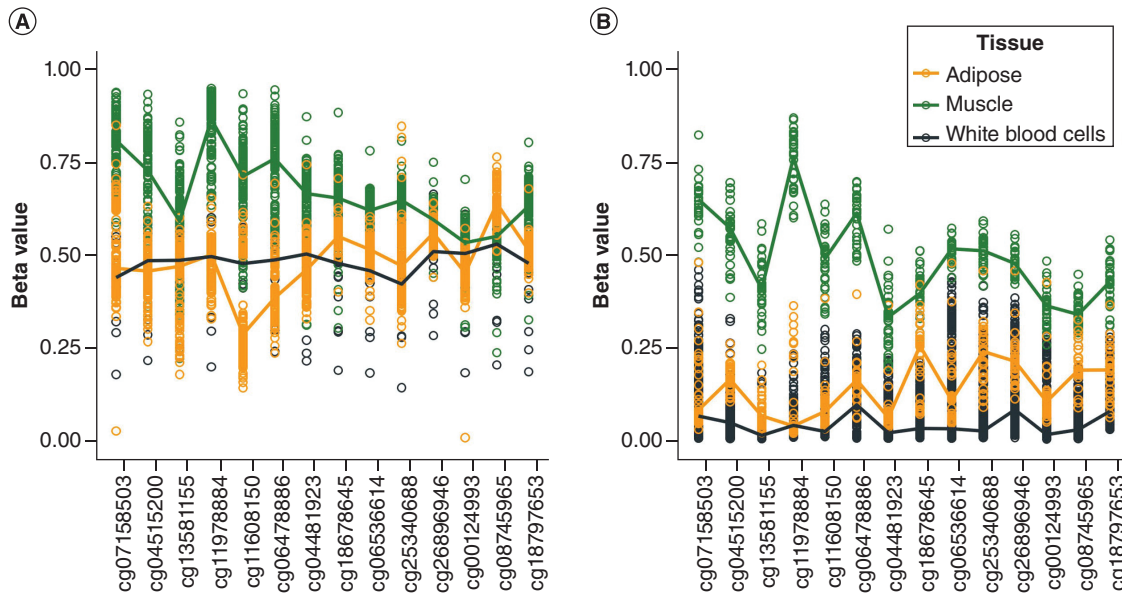 A
Beta value
1.00
0.75
0.50
0.25
0.00
cg07158503
cg04515200
cg13581155
cg11978884
cg11608150
cg06478886
cg04481923
cg18678645
cg06536614
cg25340688
cg26896946
cg00124993
cg08745965
cg18797653
B
Beta value
1.00
0.75
0.50
0.25
0.00
cg07158503
cg04515200
cg13581155
cg11978884
cg11608150
cg06478886
cg04481923
cg18678645
cg06536614
cg25340688
cg26896946
cg00124993
cg08745965
cg18797653
Tissue
Adipose
Muscle
White blood cells